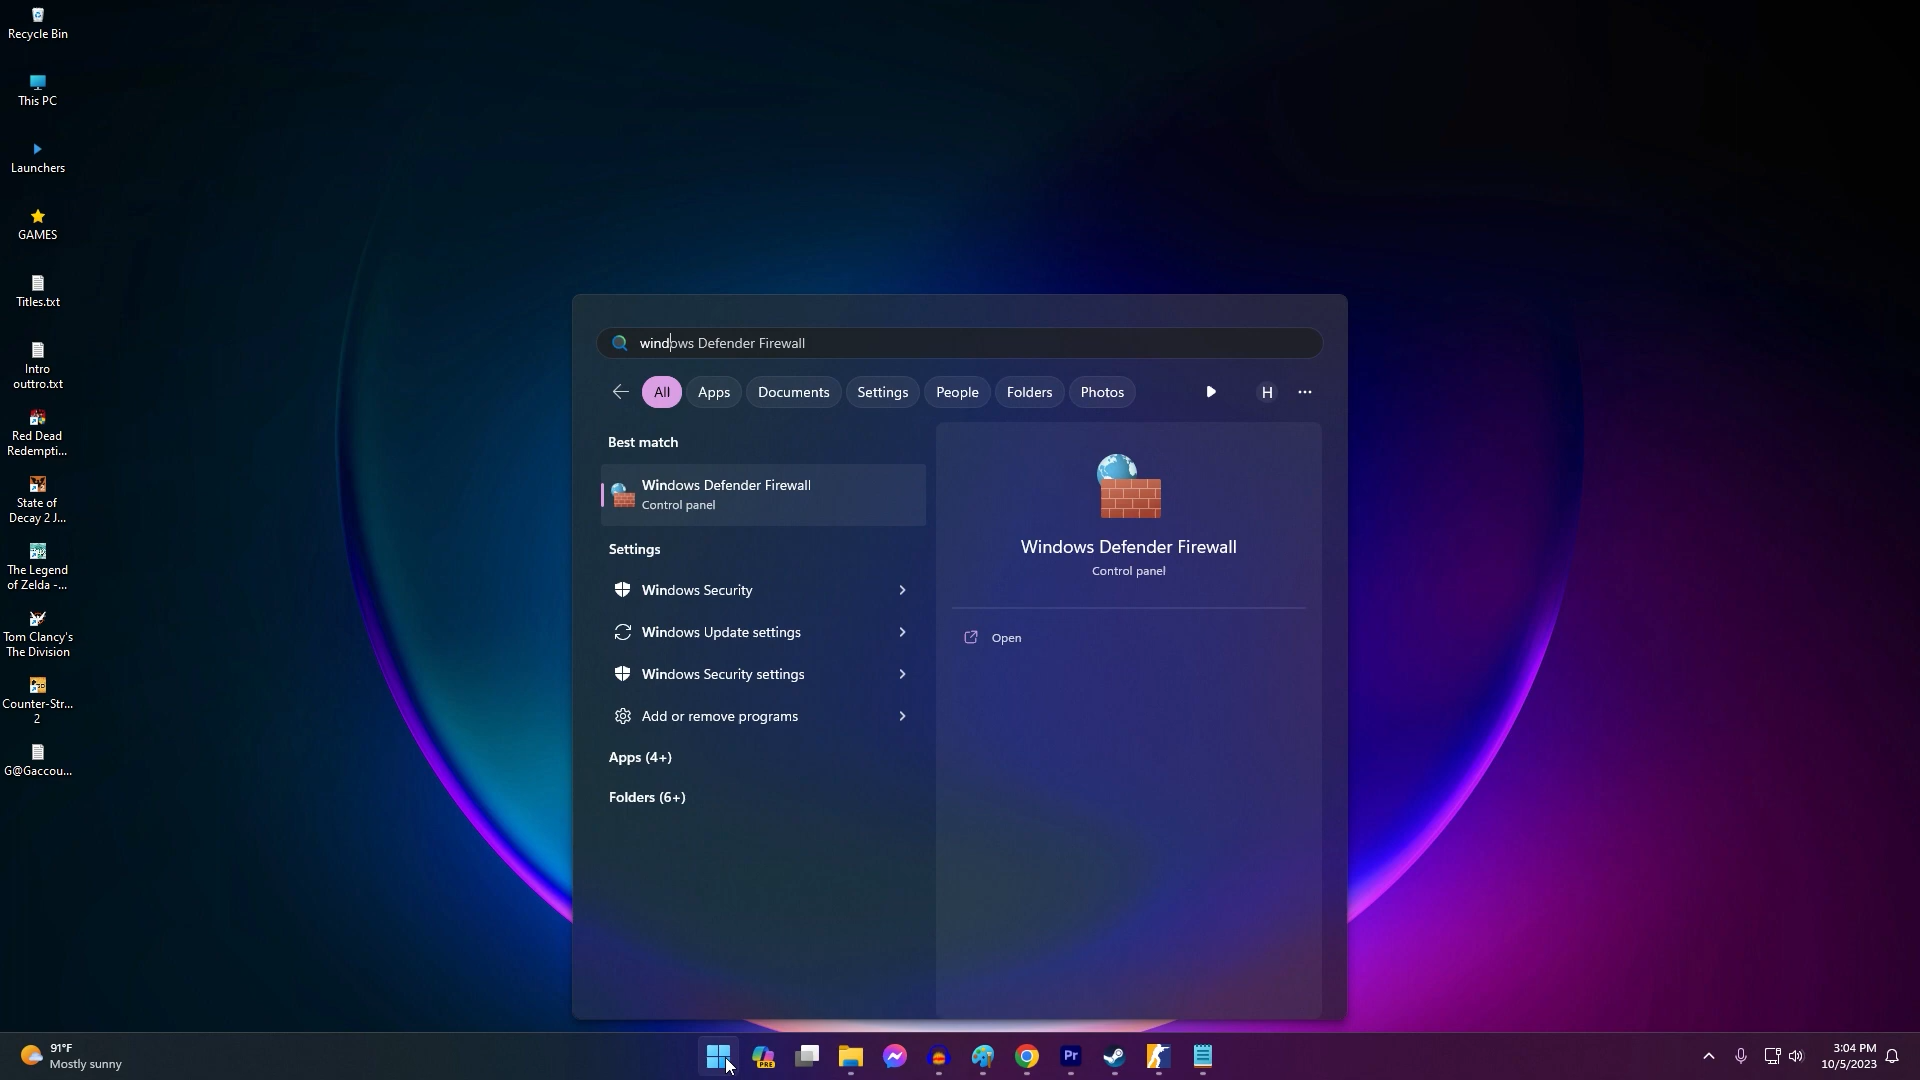 Recycle Bin
This PC
Launchers
GAMES
Titles.txt
Intro
outtro.txt
Red Dead
Redempti...
State of
Decay 2 J...
The Legend
of Zelda -...
Tom Clancy's
The Division
Counter-Str...
2
G@Gaccou...
windows Defender Firewall
All
Apps
Documents
Settings
People
Folders
Photos
H
Best match
Windows Defender Firewall
Control panel
Settings
Windows Security
Windows Update settings
Windows Security settings
Add or remove programs
Apps (4+)
Folders (6+)
Windows Defender Firewall
Control panel
Open
91°F
Mostly sunny
PRE
Pr
3:04 PM
10/5/2023